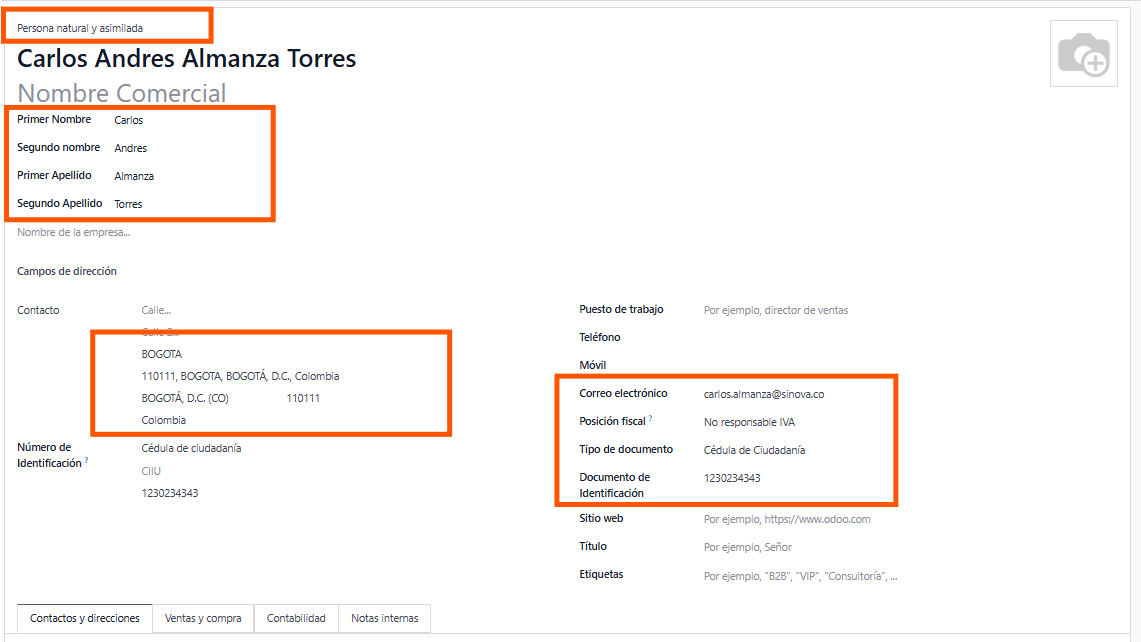 Persona natural y asimilada
Carlos Andres Almanza Torres
Nombre Comercial
Primer Nombre Carlos
Segundo nombre Andres
Primer Apellido Almanza
Segundo Apellido Torres
Nombre de la empresa...
Campos de dirección
Contacto Calle...
Calle 2...
BOGOTA
110111, BOGOTA, BOGOTÁ, D.C., Colombia
BOGOTÁ, D.C. (CO) 110111
Colombia
Número de Identificación ? Cédula de ciudadanía
CIIU
1230234343
Puesto de trabajo Por ejemplo, director de ventas
Teléfono
Móvil
Correo electrónico carlos.almanza@sinova.co
Posición fiscal ? No responsable IVA
Tipo de documento Cédula de Ciudadanía
Documento de Identificación 1230234343
Sitio web Por ejemplo, https://www.odoo.com
Título Por ejemplo, Señor
Etiquetas Por ejemplo, "B2B", "VIP", "Consultoría", ...
Contactos y direcciones Ventas y compra Contabilidad Notas internas